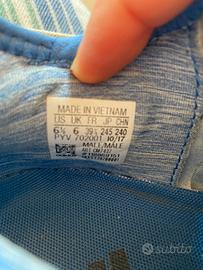 MADE IN VIETNAM
US UK FR JP CHN
6½ 6 39⅓ 245 240
PYV 702001 10/17
MALE/MALE
Subito